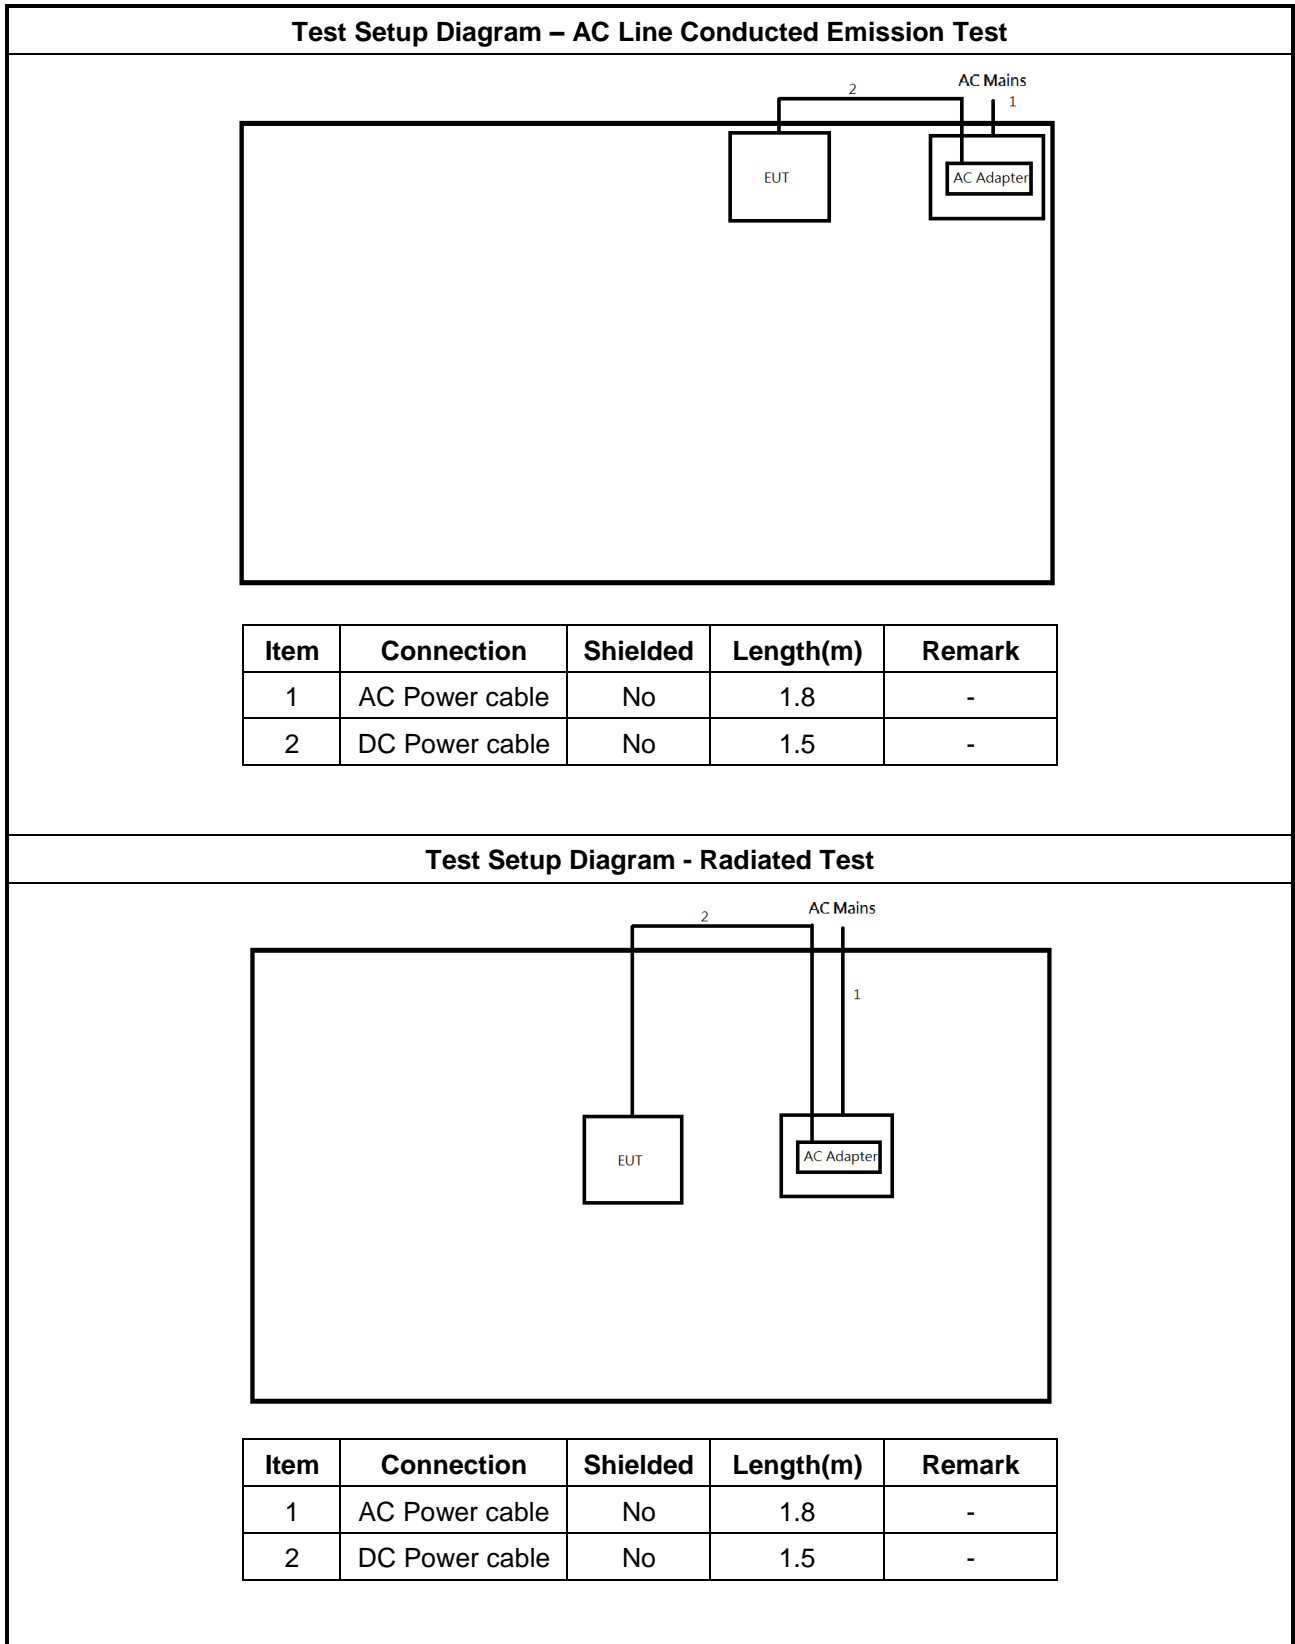 Test Setup Diagram – AC Line Conducted Emission Test
AC Mains
2
1
EUT
AC Adapter
Item Connection Shielded Length(m) Remark
1 AC Power cable No 1.8 -
2 DC Power cable No 1.5 -
Test Setup Diagram - Radiated Test
AC Mains
2
1
EUT
AC Adapter
Item Connection Shielded Length(m) Remark
1 AC Power cable No 1.8 -
2 DC Power cable No 1.5 -